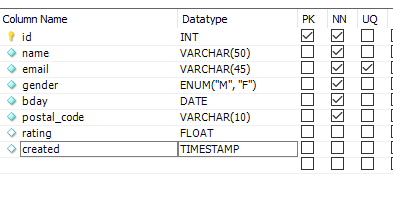 Column Name Datatype PK NN UQ
id INT
name VARCHAR(50)
email VARCHAR(45)
gender ENUM("M", "F")
bday DATE
postal_code VARCHAR(10)
rating FLOAT
created TIMESTAMP